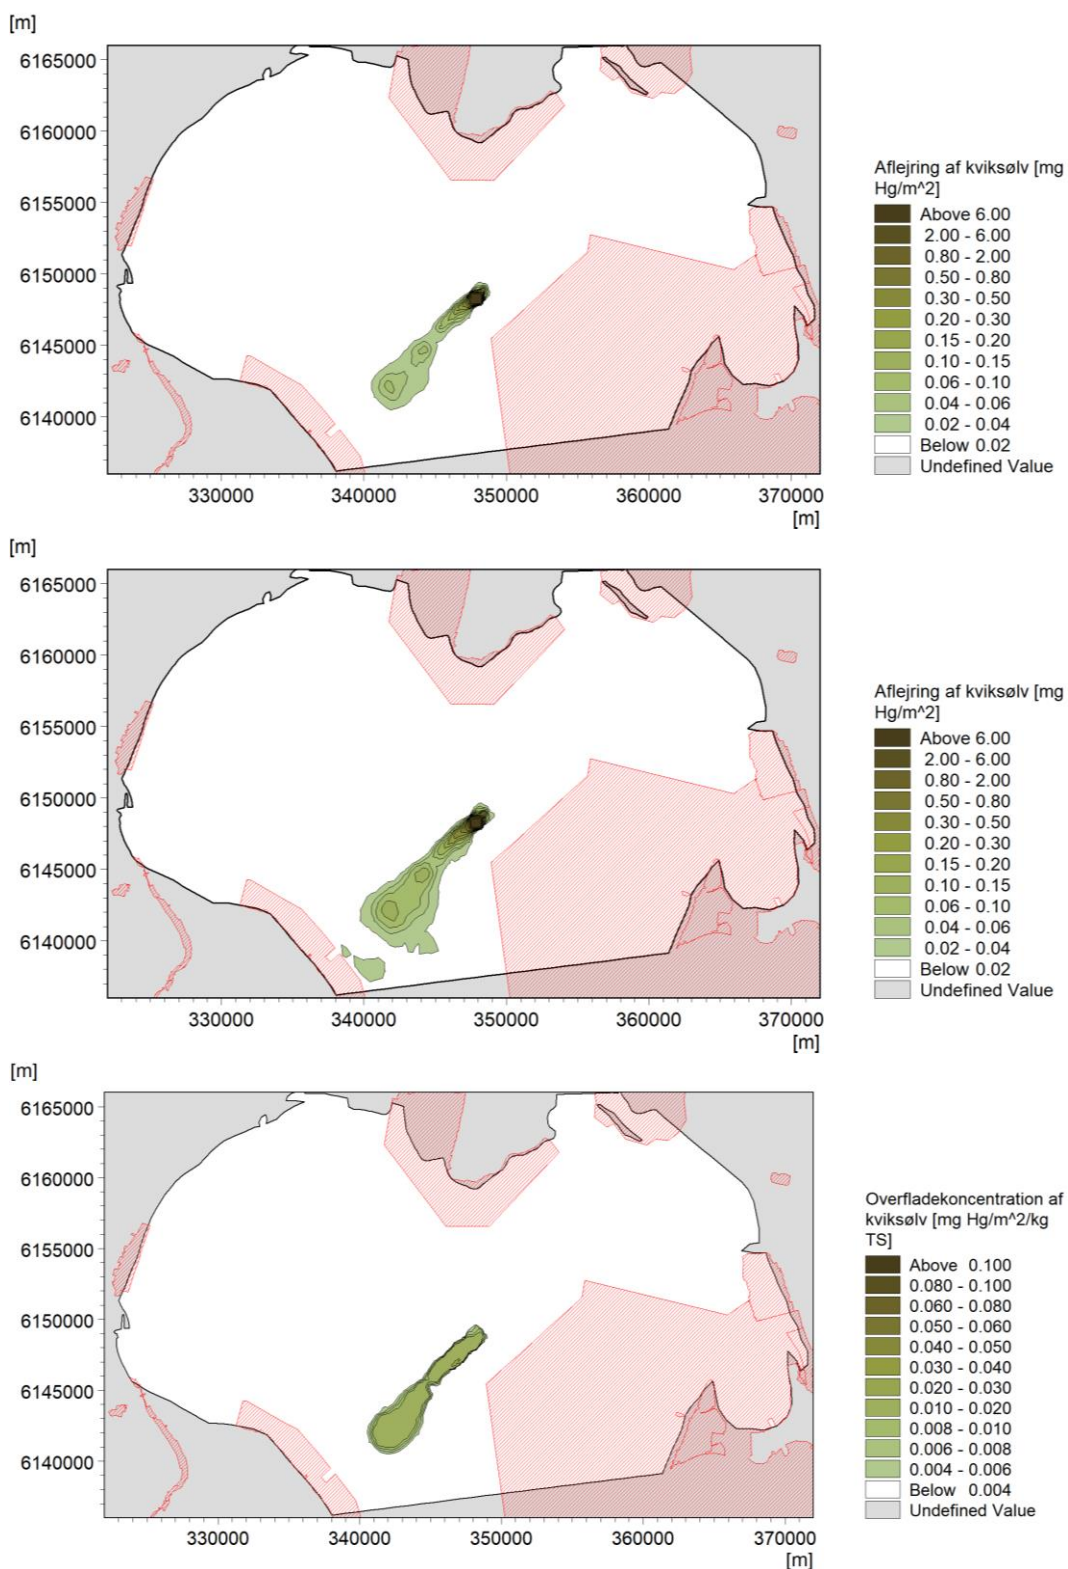 [m]
6165000
6160000
6155000
6150000
6145000
6140000
330000 340000 350000 360000 370000
[m]
Aflejring af kviksølv [mg
Hg/m^2]
Above 6.00
2.00 - 6.00
0.80 - 2.00
0.50 - 0.80
0.30 - 0.50
0.20 - 0.30
0.15 - 0.20
0.10 - 0.15
0.06 - 0.10
0.04 - 0.06
0.02 - 0.04
Below 0.02
Undefined Value
[m]
6165000
6160000
6155000
6150000
6145000
6140000
330000 340000 350000 360000 370000
[m]
Aflejring af kviksølv [mg
Hg/m^2]
Above 6.00
2.00 - 6.00
0.80 - 2.00
0.50 - 0.80
0.30 - 0.50
0.20 - 0.30
0.15 - 0.20
0.10 - 0.15
0.06 - 0.10
0.04 - 0.06
0.02 - 0.04
Below 0.02
Undefined Value
[m]
6165000
6160000
6155000
6150000
6145000
6140000
330000 340000 350000 360000 370000
[m]
Overfladekoncentration af
kviksølv [mg Hg/m^2/kg
TS]
Above 0.100
0.080 - 0.100
0.060 - 0.080
0.050 - 0.060
0.040 - 0.050
0.030 - 0.040
0.020 - 0.030
0.010 - 0.020
0.008 - 0.010
0.006 - 0.008
0.004 - 0.006
Below 0.004
Undefined Value